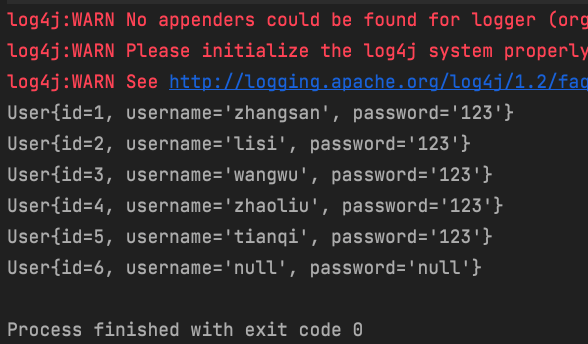 log4j:WARN No appenders could be found for logger (org
log4j:WARN Please initialize the log4j system properly
log4j:WARN See http://logging.apache.org/log4j/1.2/faq
User{id=1, username='zhangsan', password='123'}
User{id=2, username='lisi', password='123'}
User{id=3, username='wangwu', password='123'}
User{id=4, username='zhaoliu', password='123'}
User{id=5, username='tianqi', password='123'}
User{id=6, username='null', password='null'}
Process finished with exit code 0